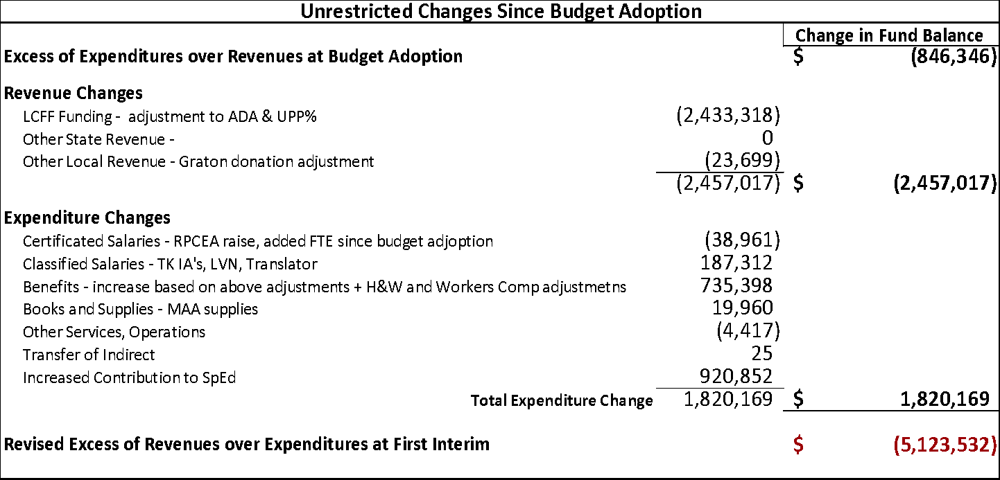 Unrestricted Changes Since Budget Adoption
Change in Fund Balance
Excess of Expenditures over Revenues at Budget Adoption $ (846,346)
Revenue Changes
LCFF Funding - adjustment to ADA & UPP% (2,433,318)
Other State Revenue - 0
Other Local Revenue - Graton donation adjustment (23,699)
(2,457,017) $ (2,457,017)
Expenditure Changes
Certificated Salaries - RPCEA raise, added FTE since budget adjoption (38,961)
Classified Salaries - TK IA's, LVN, Translator 187,312
Benefits - increase based on above adjustments + H&W and Workers Comp adjustmetns 735,398
Books and Supplies - MAA supplies 19,960
Other Services, Operations (4,417)
Transfer of Indirect 25
Increased Contribution to SpEd 920,852
Total Expenditure Change 1,820,169 $ 1,820,169
Revised Excess of Revenues over Expenditures at First Interim $ (5,123,532)